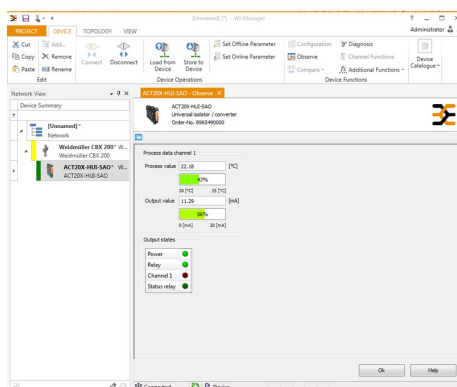 [Unnamed] (*) - WI-Manager
PROJECT DEVICE TOPOLOGY VIEW Administrator
Cut Add...
Copy Remove
Paste Rename
Edit
Connect Disconnect
Load from Device
Store to Device
Set Offline Parameter
Set Online Parameter
Device Operations
Configuration Diagnosis
Observe Channel Functions
Compare Additional Functions
Device Functions
Device Catalogue
Network View
ACT20X-HUI-SAO - Observe
Device Summary
[Unnamed] *
Network
Weidmüller CBX 200* W...
Weidmüller CBX 200
ACT20X-HUI-SAO* W...
ACT20X-HUI-SAO
ACT20X-HUI-SAO
Universal isolator / converter
Order-No. 8965490000
Process data channel 1
Process value 22.18 [°C]
43%
20 [°C] 25 [°C]
Output value 11.29 [mA]
56%
0 [mA] 20 [mA]
Output states
Power
Relay
Channel 1
Status relay
Ok Help
Connected Device